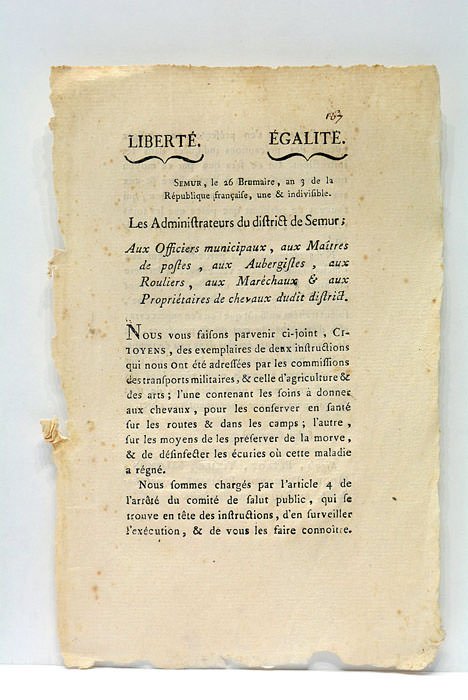 167
LIBERTÉ. ÉGALITÉ.
SEMUR, le 26 Brumaire, an 3 de la
République françaiſe, une & indiviſible.
Les Adminiſtrateurs du diſtrict de Semur;
Aux Officiers municipaux, aux Maîtres
de poſtes, aux Aubergiſtes, aux
Rouliers, aux Maréchaux & aux
Propriétaires de chevaux dudit diſtrict.
NOUS vous faiſons parvenir ci-joint, CI-
TOYENS, des exemplaires de deux inſtructions
qui nous ont été adreſſées par les commiſſions
des tranſports militaires, & celle d'agriculture &
des arts; l'une contenant les ſoins à donner
aux chevaux, pour les conſerver en ſanté
ſur les routes & dans les camps; l'autre,
ſur les moyens de les préſerver de la morve,
& de déſinfecter les écuries où cette maladie
a régné.
Nous ſommes chargés par l'article 4 de
l'arrêté du comité de ſalut public, qui ſe
trouve en tête des inſtructions, d'en ſurveiller
l'exécution, & de vous les faire connoître.